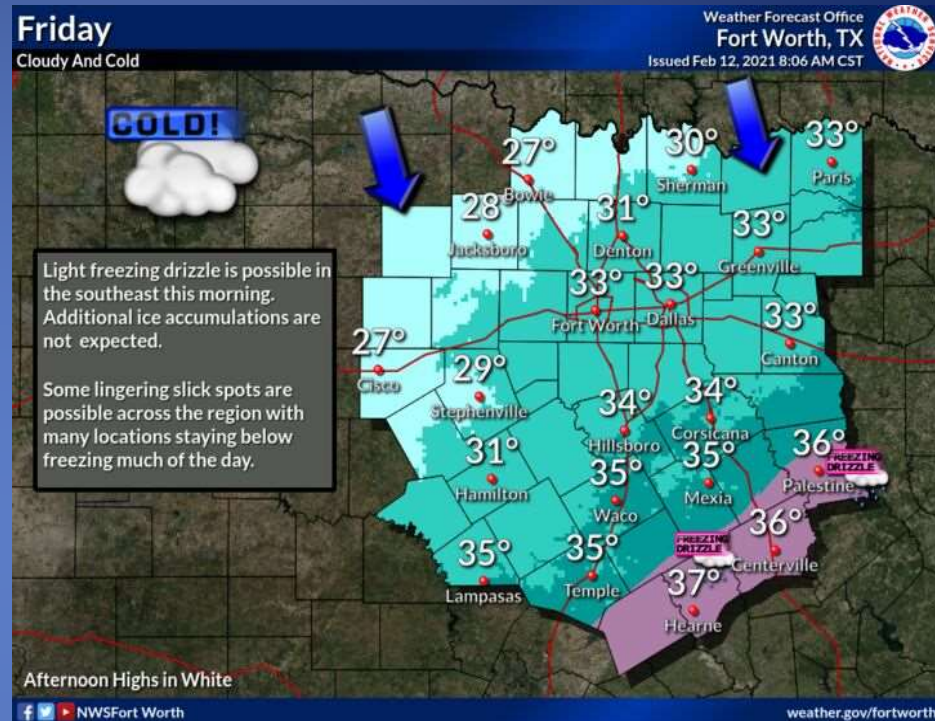 Friday
Cloudy And Cold
Weather Forecast Office
Fort Worth, TX
Issued Feb 12, 2021 8:06 AM CST
NATIONAL WEATHER SERVICE
COLD!
Light freezing drizzle is possible in
the southeast this morning.
Additional ice accumulations are
not expected.
Some lingering slick spots are
possible across the region with
many locations staying below
freezing much of the day.
27°
Bowie
30°
Sherman
33°
Paris
28°
Jacksboro
31°
Denton
33°
Greenville
33°
Fort Worth
33°
Dallas
33°
Canton
27°
Cisco
29°
Stephenville
34°
Hillsboro
34°
Corsicana
31°
Hamilton
35°
Waco
35°
Mexia
36°
Palestine
FREEZING
DRIZZLE
35°
Lampasas
35°
Temple
FREEZING
DRIZZLE
36°
Centerville
37°
Hearne
Afternoon Highs in White
NWSFort Worth
weather.gov/fortworth